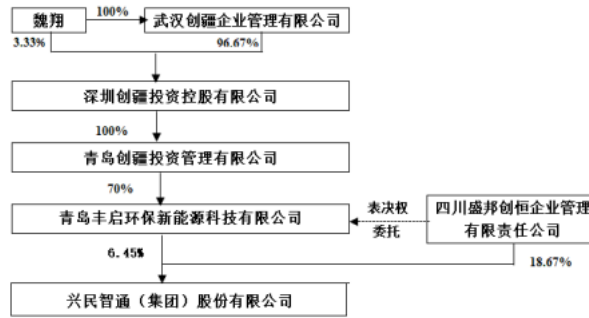 魏翔
100%
武汉创疆企业管理有限公司
3.33%
96.67%
深圳创疆投资控股有限公司
100%
青岛创疆投资管理有限公司
70%
青岛丰启环保新能源科技有限公司
表决权
委托
四川盛邦创恒企业管理
有限责任公司
6.45%
18.67%
兴民智通（集团）股份有限公司